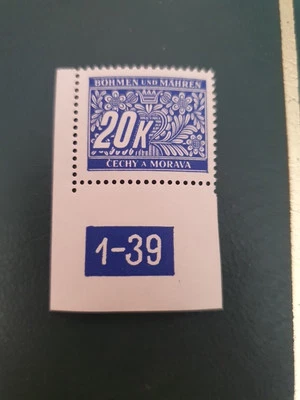 BÖHMEN UND MÄHREN
20K
ČECHY A MORAVA
1-39